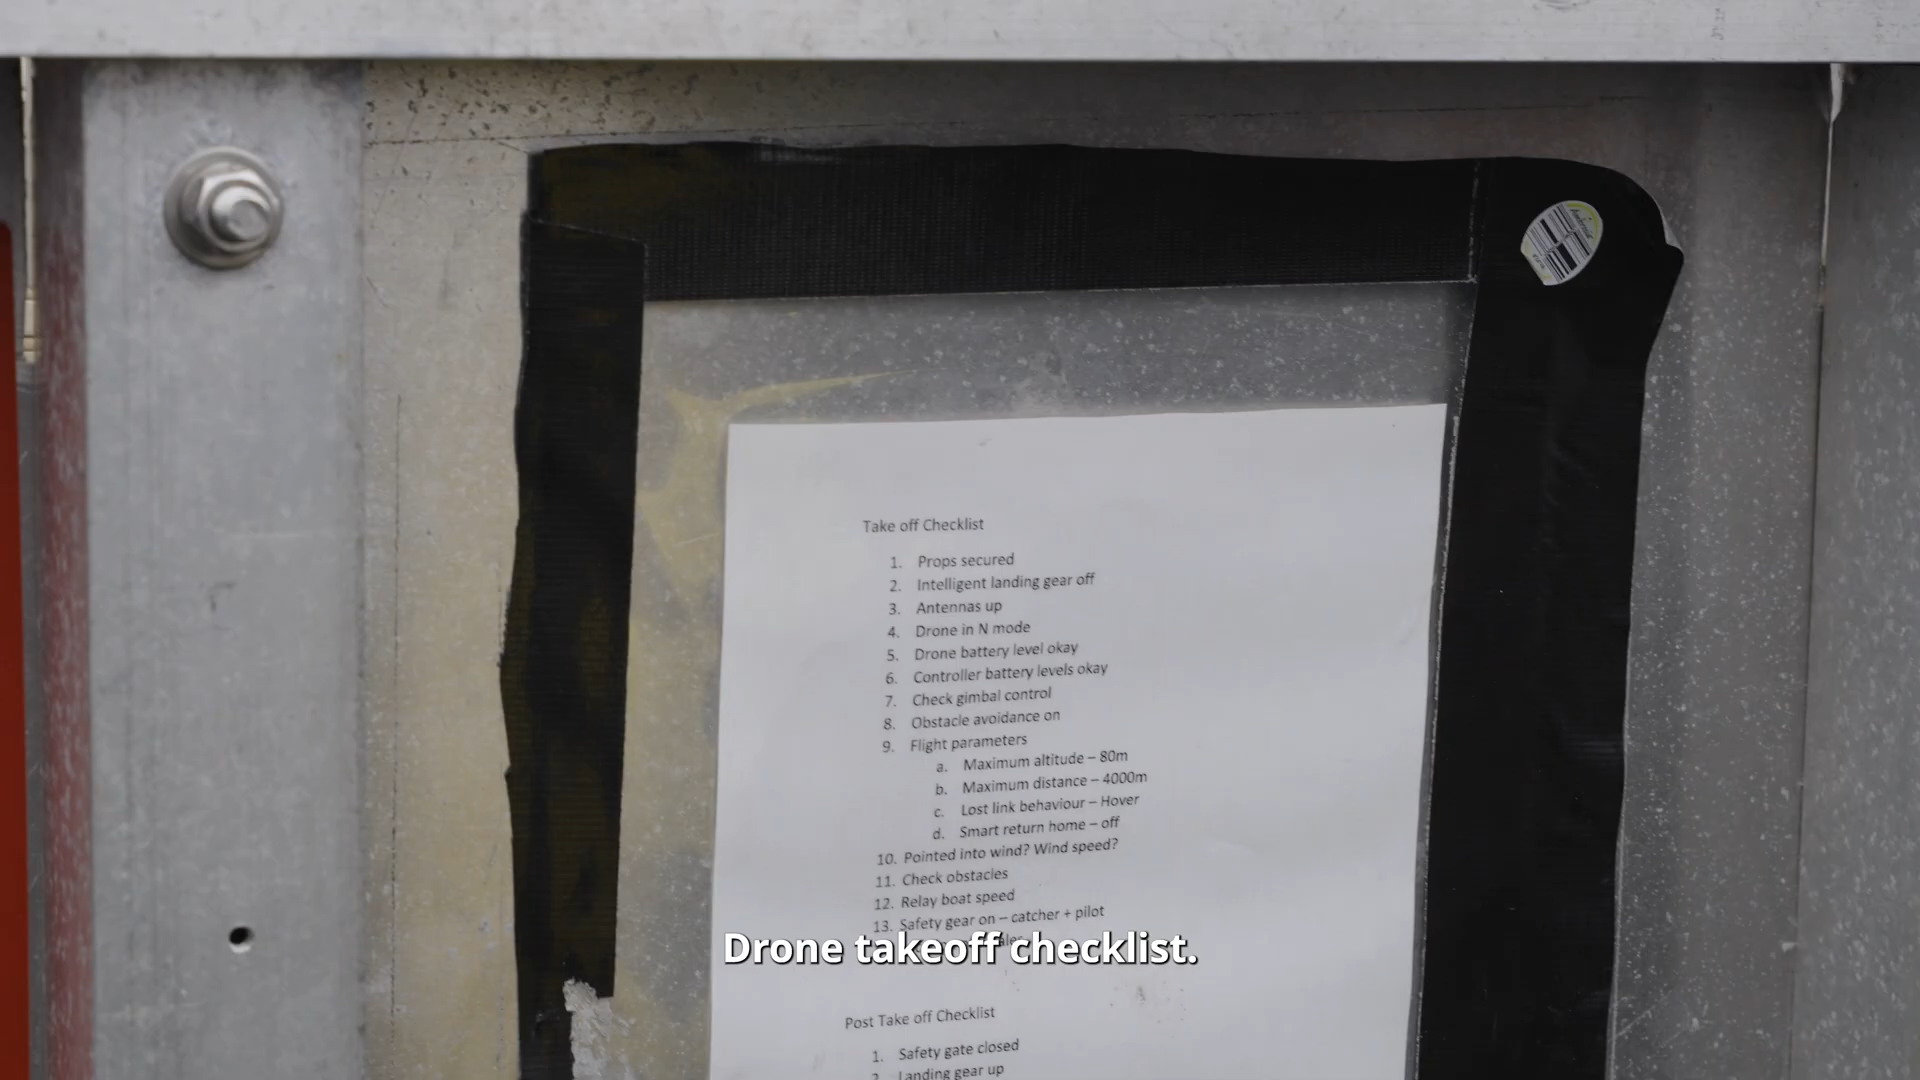 Take off Checklist
1. Props secured
2. Intelligent landing gear off
3. Antennas up
4. Drone in N mode
5. Drone battery level okay
6. Controller battery levels okay
7. Check gimbal control
8. Obstacle avoidance on
9. Flight parameters
a. Maximum altitude – 80m
b. Maximum distance – 4000m
c. Lost link behaviour – Hover
d. Smart return home – off
10. Pointed into wind? Wind speed?
11. Check obstacles
12. Relay boat speed
13. Safety gear on – catcher + pilot
Drone takeoff checklist.
Post Take off Checklist
1. Safety gate closed
2. Landing gear up